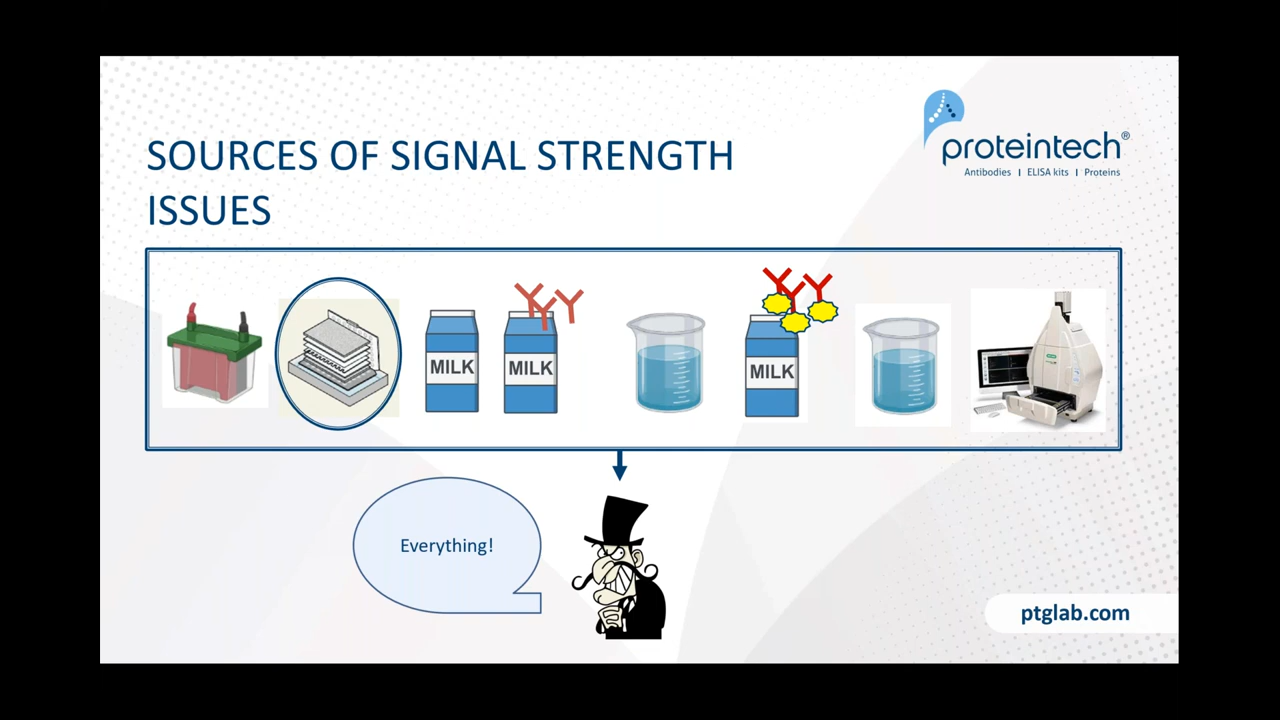 SOURCES OF SIGNAL STRENGTH
ISSUES
proteintech®
Antibodies | ELISA kits | Proteins
MILK
MILK
MILK
Everything!
ptglab.com